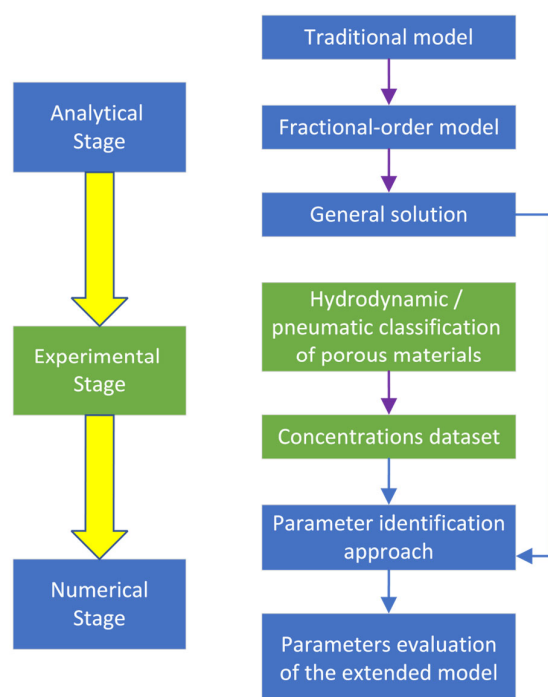 Analytical
Stage
Experimental
Stage
Numerical
Stage
Traditional model
Fractional-order model
General solution
Hydrodynamic /
pneumatic classification
of porous materials
Concentrations dataset
Parameter identification
approach
Parameters evaluation
of the extended model